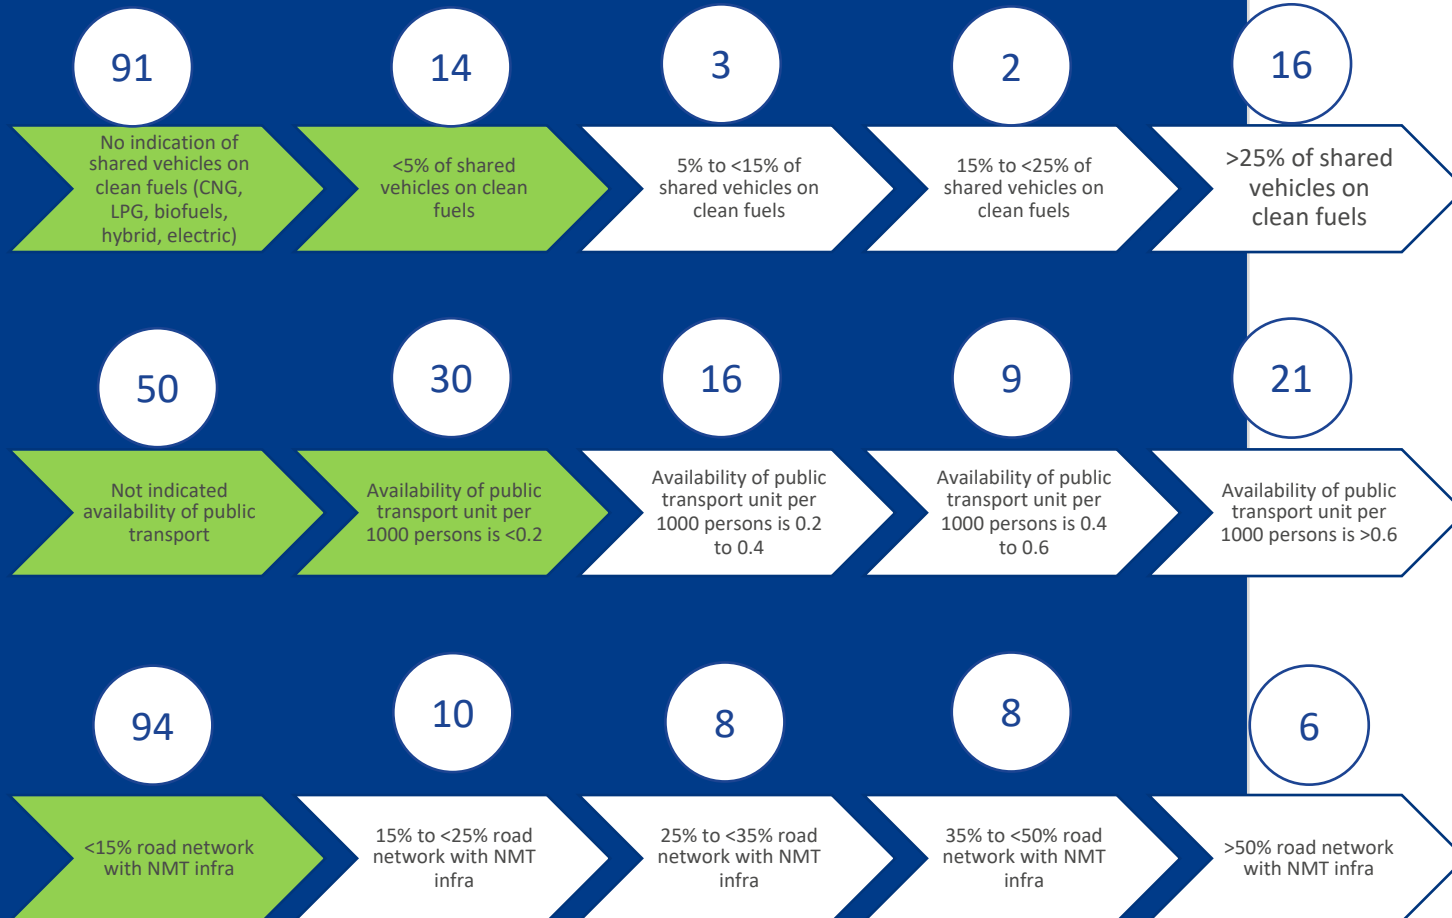 91
No indication of
shared vehicles on
clean fuels (CNG,
LPG, biofuels,
hybrid, electric)
14
<5% of shared
vehicles on clean
fuels
3
5% to <15% of
shared vehicles on
clean fuels
2
15% to <25% of
shared vehicles on
clean fuels
16
>25% of shared
vehicles on
clean fuels
50
Not indicated
availability of public
transport
30
Availability of public
transport unit per
1000 persons is <0.2
16
Availability of public
transport unit per
1000 persons is 0.2
to 0.4
9
Availability of public
transport unit per
1000 persons is 0.4
to 0.6
21
Availability of public
transport unit per
1000 persons is >0.6
94
<15% road network
with NMT infra
10
15% to <25% road
network with NMT
infra
8
25% to <35% road
network with NMT
infra
8
35% to <50% road
network with NMT
infra
6
>50% road network
with NMT infra